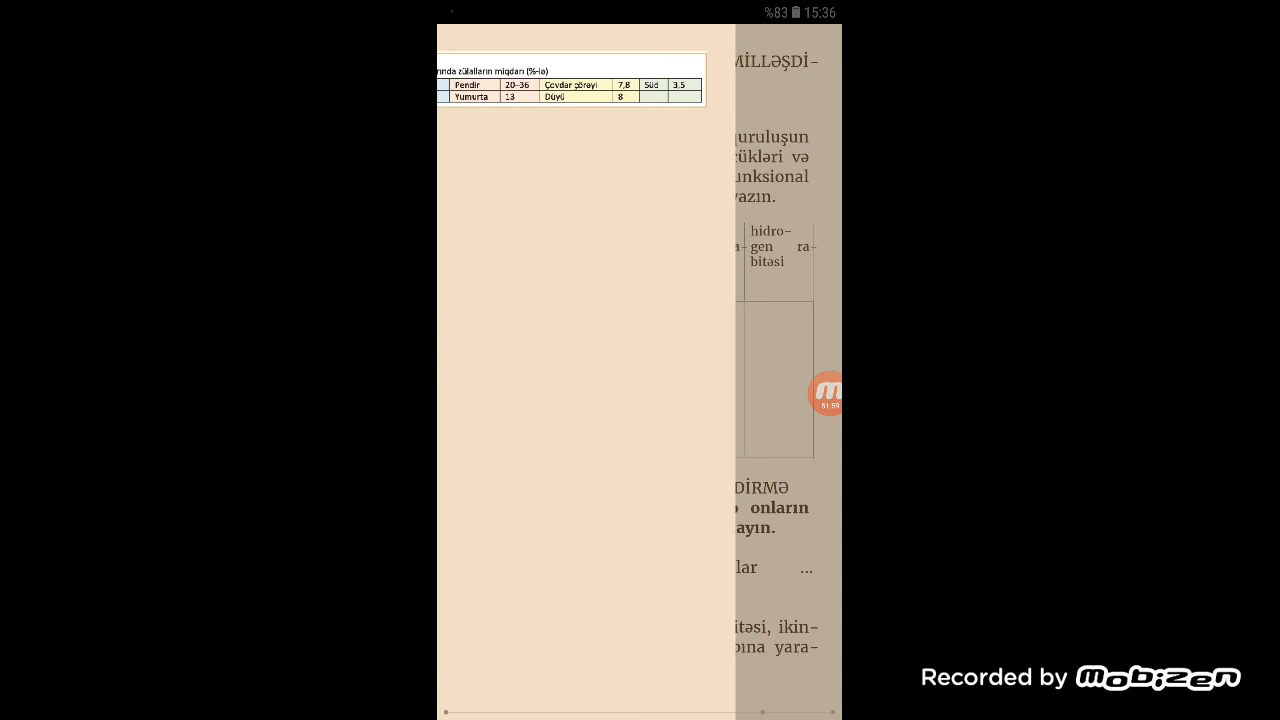 %83 15:36
rında zülalların miqdarı (%-lə)
Pendir 20–36 Çovdar çörəyi 7,8 Süd 3,5
Yumurta 13 Düyü 8
MİLLƏŞDİ-
quruluşun
cükləri və
unksional
yazın.
hidro-
a- gen ra-
bitəsi
51:59
DİRMƏ
ə onların
ayın.
lar ...
itəsi, ikin-
bına yara-
Recorded by mobizen